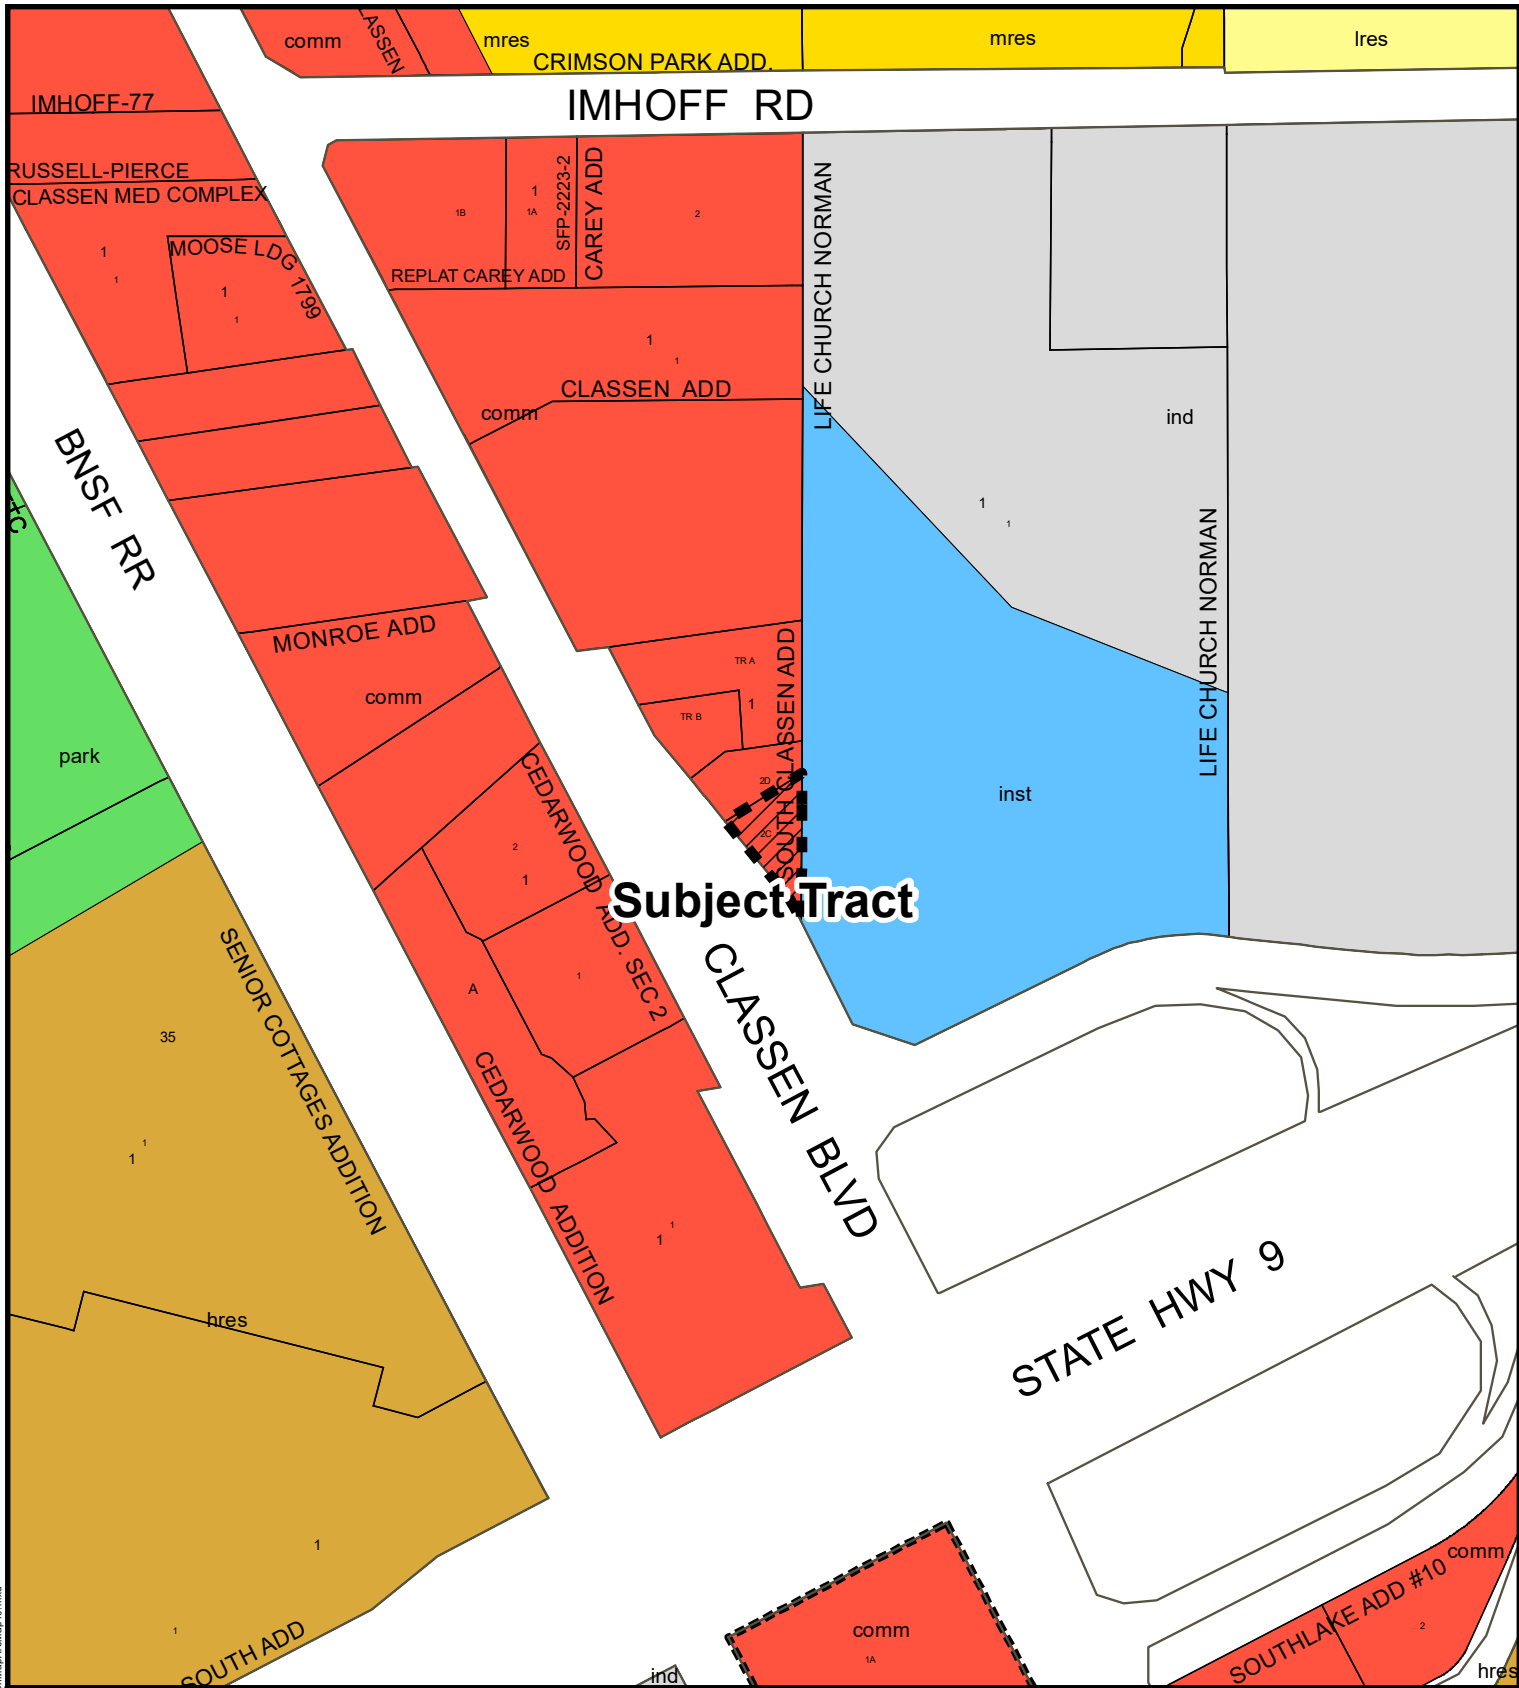 comm
CLASSEN
mres
CRIMSON PARK ADD.
mres
lres
IMHOFF-77
IMHOFF RD
RUSSELL-PIERCE
CLASSEN MED COMPLEX
1
1
MOOSE LDG 1799
1
1
1B
1
1A
SFP-2223-2
CAREY ADD
2
REPLAT CAREY ADD
LIFE CHURCH NORMAN
1
1
CLASSEN ADD
comm
ind
BNSF RR
1
1
LIFE CHURCH NORMAN
MONROE ADD
comm
park
TR A
1
TR B
SOUTH CLASSEN ADD
2D
2C
inst
CEDARWOOD ADD. SEC 2
2
1
Subject Tract
SENIOR COTTAGES ADDITION
A
1
CLASSEN BLVD
35
1
1
CEDARWOOD ADDITION
1
1
STATE HWY 9
hres
1
1
SOUTH ADD
comm
1A
ind
SOUTHLAKE ADD #10
comm
2
hres